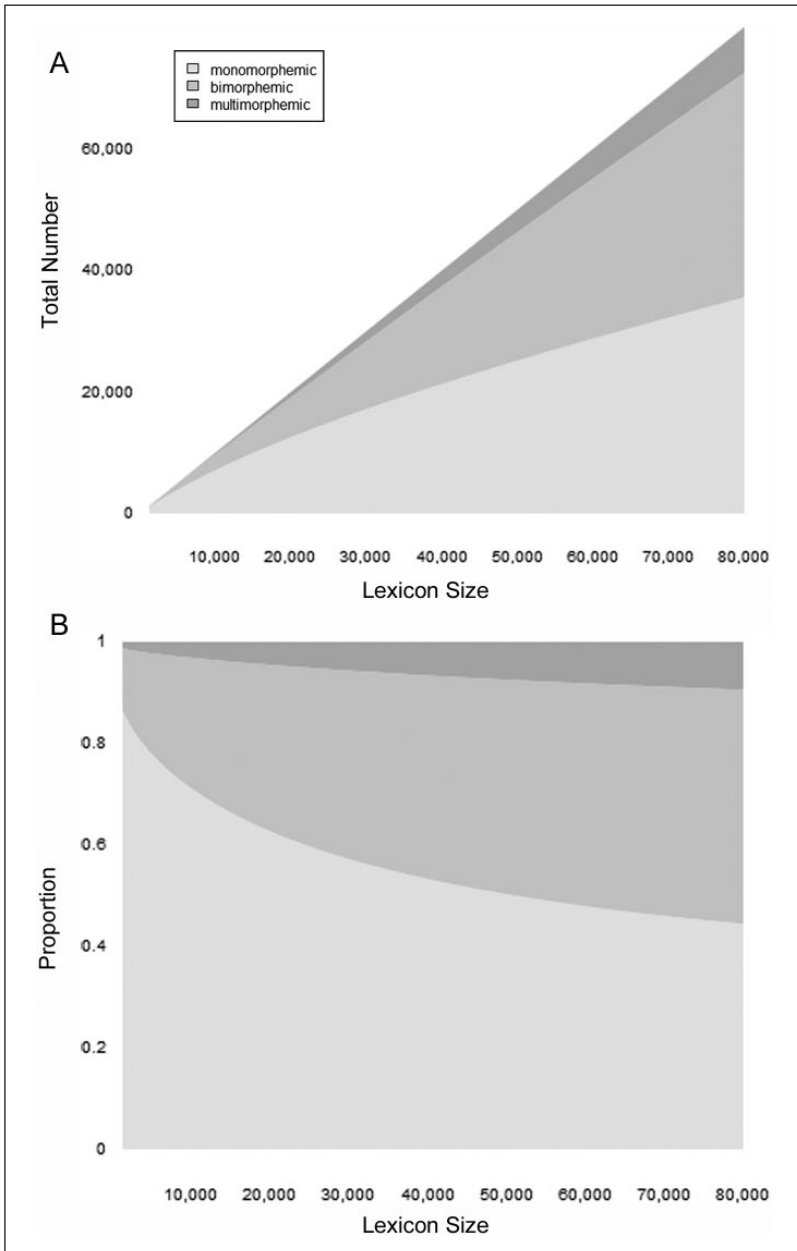 A
monomorphemic
bimorphemic
multimorphemic
60,000
40,000
20,000
0
Total Number
10,000 20,000 30,000 40,000 50,000 60,000 70,000 80,000
Lexicon Size
B
1
0.8
0.6
0.4
0.2
0
Proportion
10,000 20,000 30,000 40,000 50,000 60,000 70,000 80,000
Lexicon Size